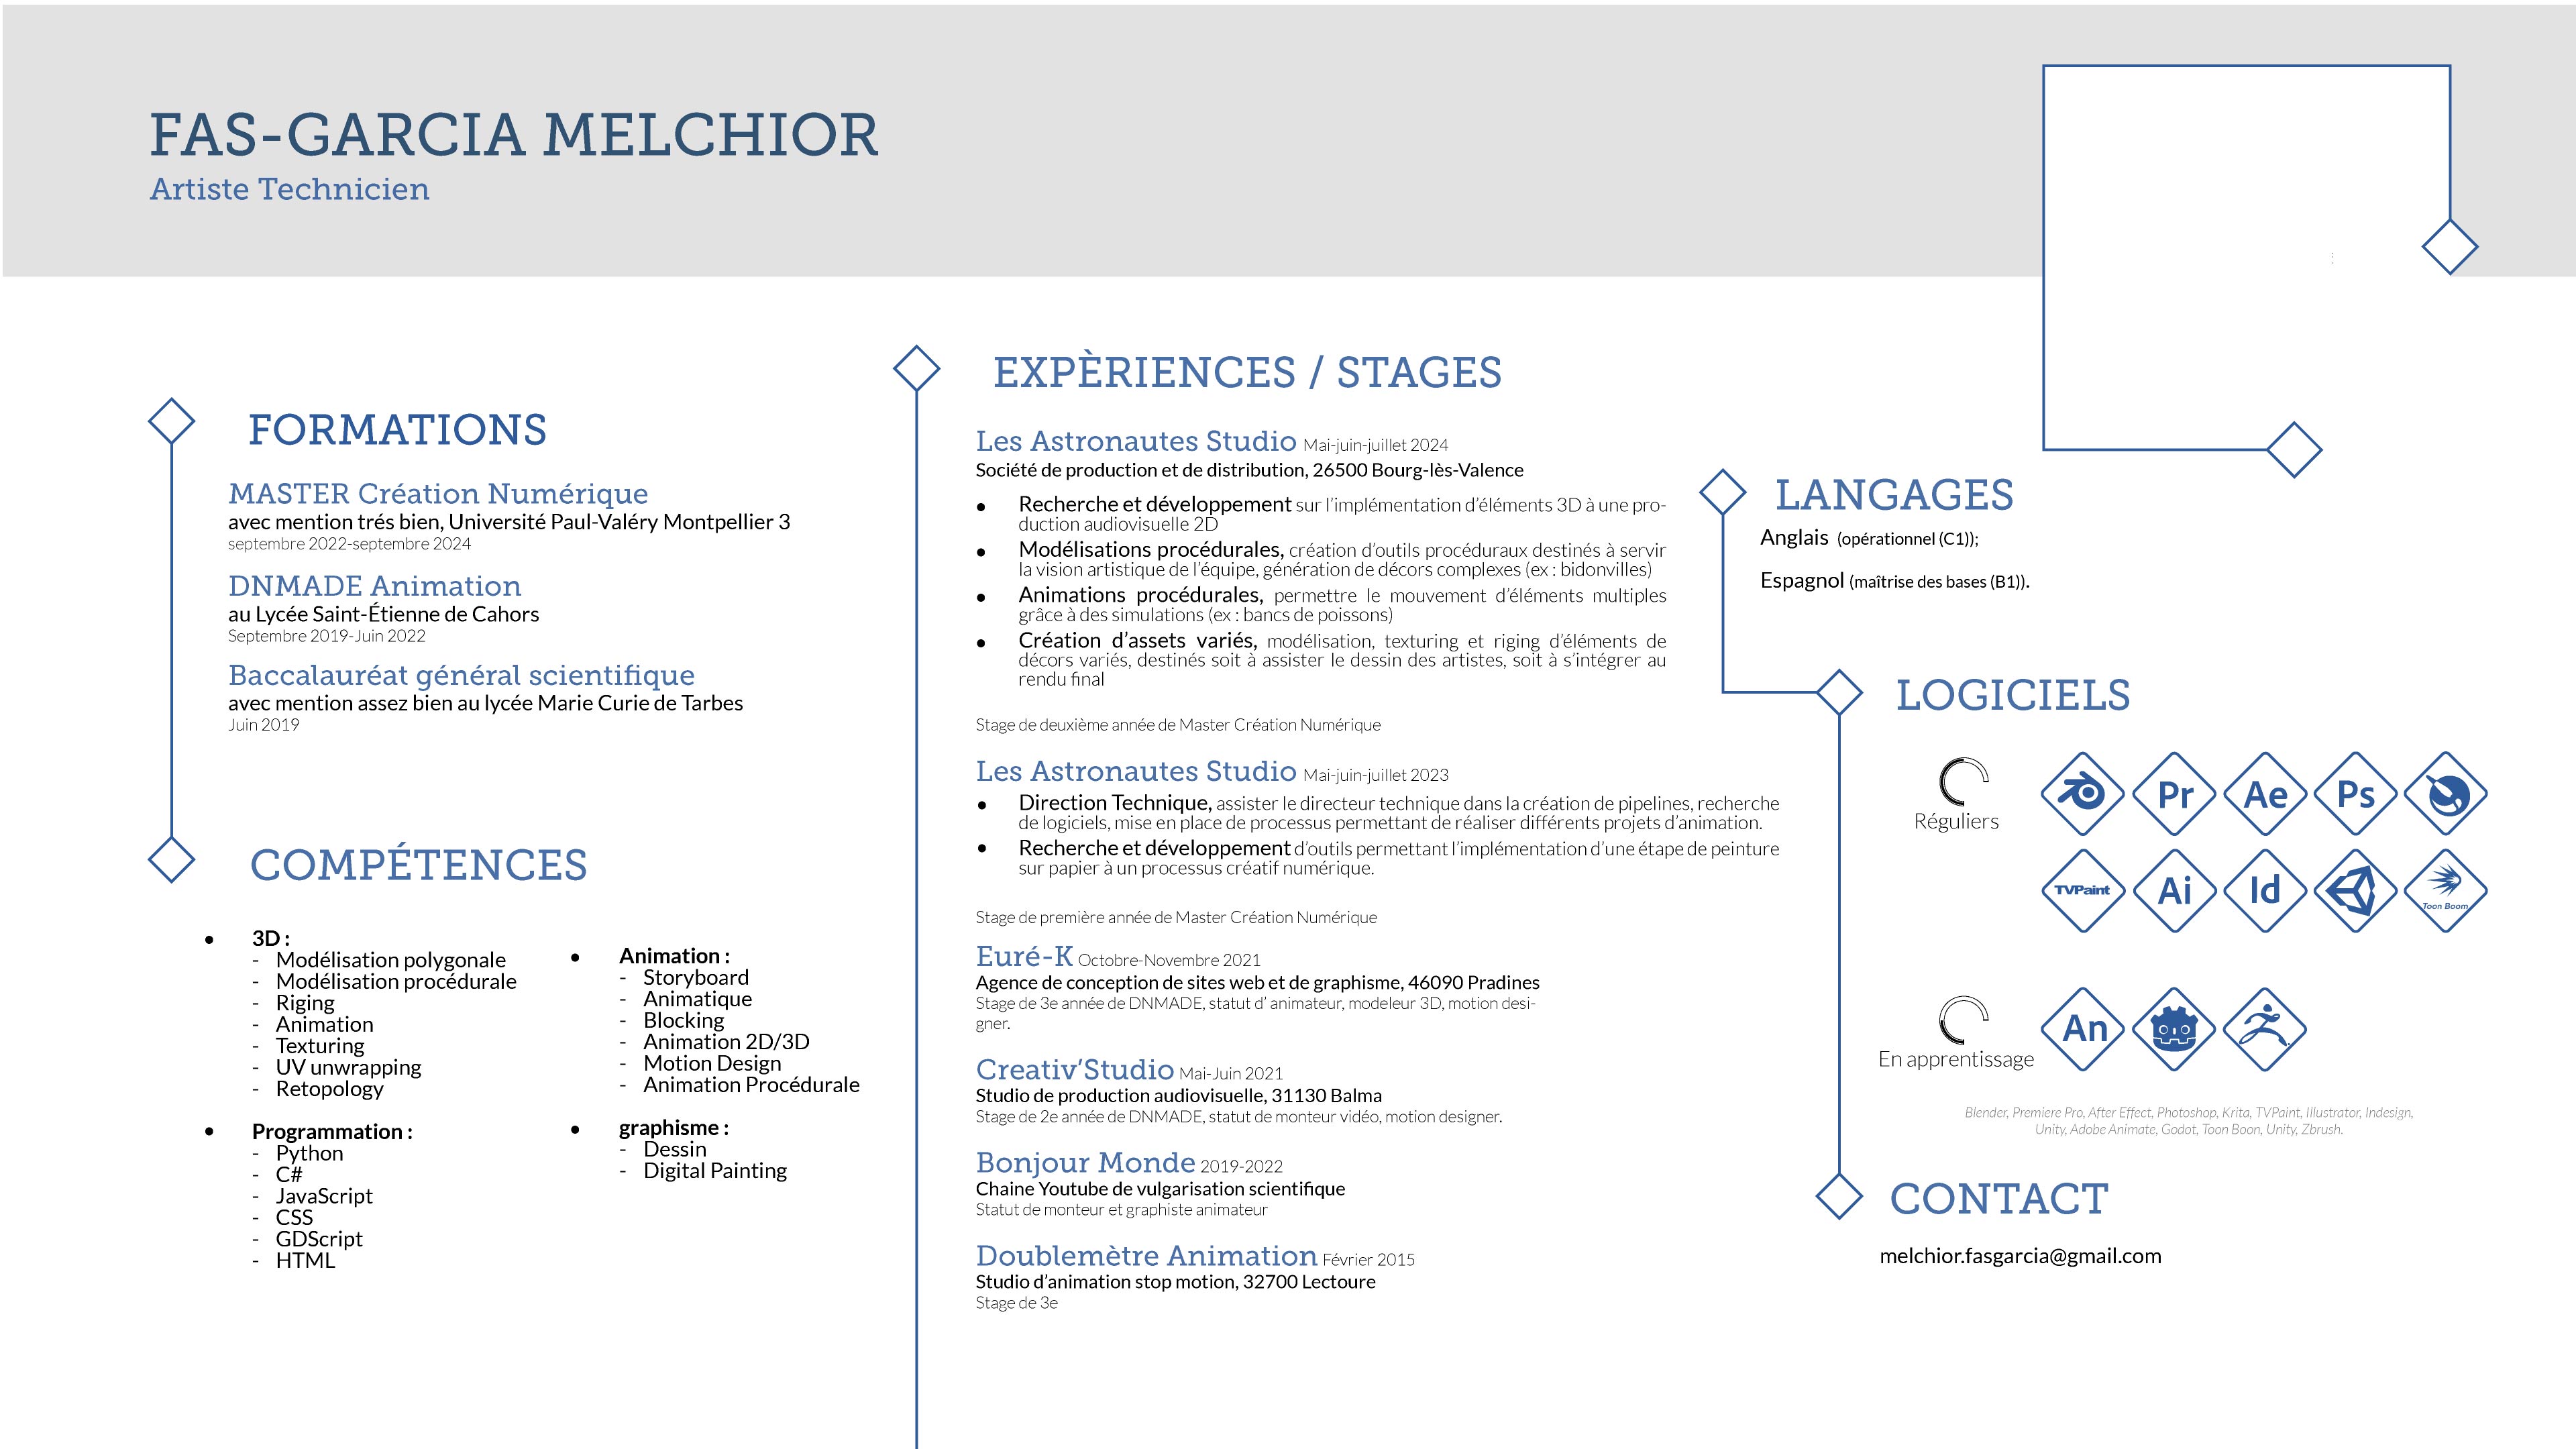 FAS-GARCIA MELCHIOR
Artiste Technicien
FORMATIONS
MASTER Création Numérique
avec mention trés bien, Université Paul-Valéry Montpellier 3
septembre 2022-septembre 2024
DNMADE Animation
au Lycée Saint-Étienne de Cahors
Septembre 2019-Juin 2022
Baccalauréat général scientifique
avec mention assez bien au lycée Marie Curie de Tarbes
Juin 2019
COMPÉTENCES
• 3D :
- Modélisation polygonale
- Modélisation procédurale
- Riging
- Animation
- Texturing
- UV unwrapping
- Retopology
• Programmation :
- Python
- C#
- JavaScript
- CSS
- GDScript
- HTML
• Animation :
- Storyboard
- Animatique
- Blocking
- Animation 2D/3D
- Motion Design
- Animation Procédurale
• graphisme :
- Dessin
- Digital Painting
EXPÈRIENCES / STAGES
Les Astronautes Studio Mai-juin-juillet 2024
Société de production et de distribution, 26500 Bourg-lès-Valence
• Recherche et développement sur l'implémentation d'éléments 3D à une pro-
duction audiovisuelle 2D
• Modélisations procédurales, création d'outils procéduraux destinés à servir
la vision artistique de l'équipe, génération de décors complexes (ex : bidonvilles)
• Animations procédurales, permettre le mouvement d'éléments multiples
grâce à des simulations (ex : bancs de poissons)
• Création d'assets variés, modélisation, texturing et riging d'éléments de
décors variés, destinés soit à assister le dessin des artistes, soit à s'intégrer au
rendu final
Stage de deuxième année de Master Création Numérique
Les Astronautes Studio Mai-juin-juillet 2023
• Direction Technique, assister le directeur technique dans la création de pipelines, recherche
de logiciels, mise en place de processus permettant de réaliser différents projets d'animation.
• Recherche et développement d'outils permettant l'implémentation d'une étape de peinture
sur papier à un processus créatif numérique.
Stage de première année de Master Création Numérique
Euré-K Octobre-Novembre 2021
Agence de conception de sites web et de graphisme, 46090 Pradines
Stage de 3e année de DNMADE, statut d' animateur, modeleur 3D, motion desi-
gner.
Creativ'Studio Mai-Juin 2021
Studio de production audiovisuelle, 31130 Balma
Stage de 2e année de DNMADE, statut de monteur vidéo, motion designer.
Bonjour Monde 2019-2022
Chaine Youtube de vulgarisation scientifique
Statut de monteur et graphiste animateur
Doublemètre Animation Février 2015
Studio d'animation stop motion, 32700 Lectoure
Stage de 3e
LANGAGES
Anglais (opérationnel (C1));
Espagnol (maîtrise des bases (B1)).
LOGICIELS
Réguliers
Pr Ae Ps
TVPaint Ai Id Toon Boom
En apprentissage
An
Blender, Premiere Pro, After Effect, Photoshop, Krita, TVPaint, Illustrator, Indesign,
Unity, Adobe Animate, Godot, Toon Boon, Unity, Zbrush.
CONTACT
melchior.fasgarcia@gmail.com